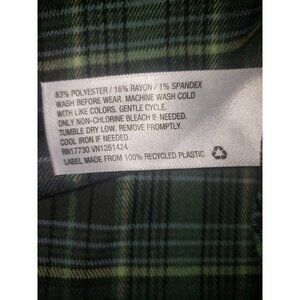 83% POLYESTER / 16% RAYON / 1% SPANDEX
WASH BEFORE WEAR. MACHINE WASH COLD
WITH LIKE COLORS. GENTLE CYCLE.
ONLY NON-CHLORINE BLEACH IF NEEDED.
TUMBLE DRY LOW. REMOVE PROMPTLY.
COOL IRON IF NEEDED.
RN17730 VN1261424
LABEL MADE FROM 100% RECYCLED PLASTIC